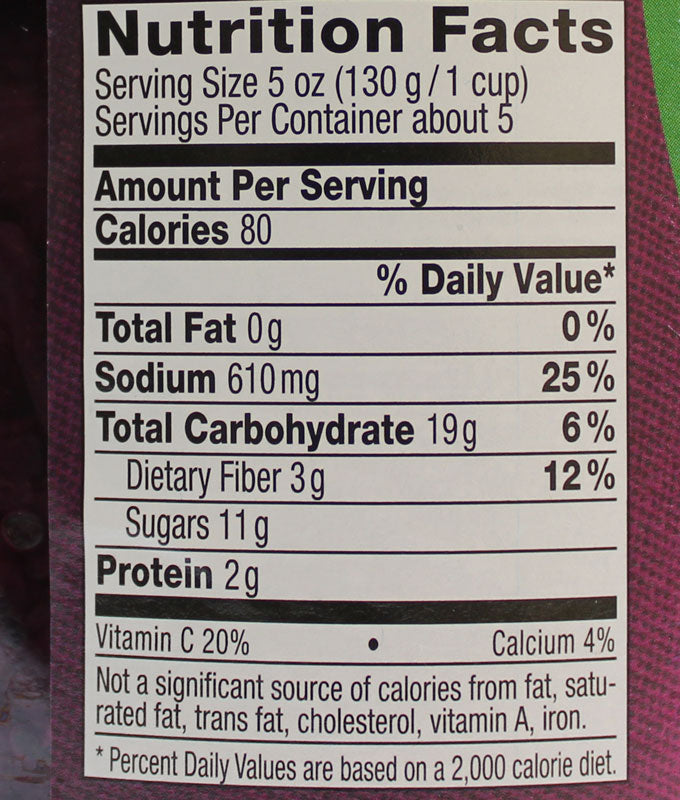 Nutrition Facts
Serving Size 5 oz (130 g / 1 cup)
Servings Per Container about 5
Amount Per Serving
Calories 80
% Daily Value*
Total Fat 0g 0%
Sodium 610mg 25%
Total Carbohydrate 19g 6%
Dietary Fiber 3g 12%
Sugars 11g
Protein 2g
Vitamin C 20% • Calcium 4%
Not a significant source of calories from fat, satu-
rated fat, trans fat, cholesterol, vitamin A, iron.
* Percent Daily Values are based on a 2,000 calorie diet.